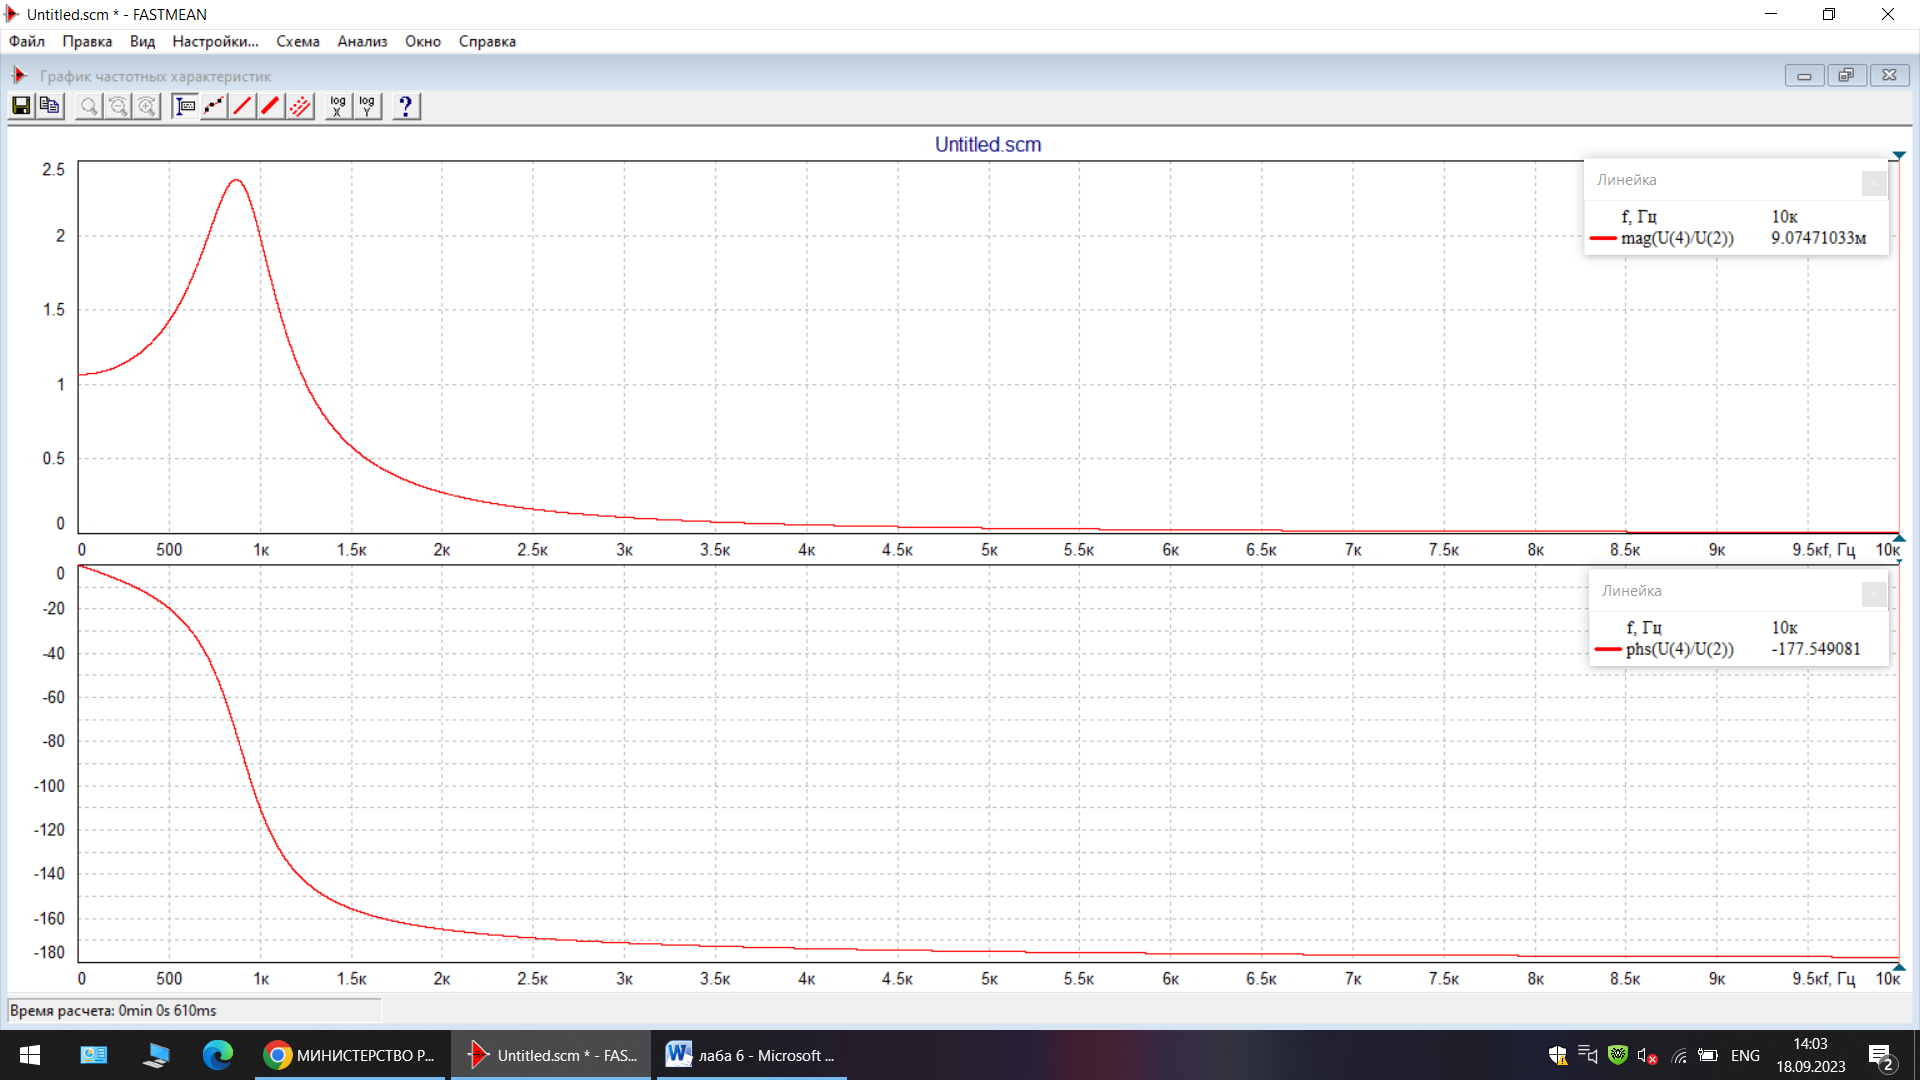 Untitled.scm * - FASTMEAN
Файл Правка Вид Настройки... Схема Анализ Окно Справка
График частотных характеристик
log X log Y ?
Untitled.scm
2.5
2
1.5
1
0.5
0
0 500 1к 1.5к 2к 2.5к 3к 3.5к 4к 4.5к 5к 5.5к 6к 6.5к 7к 7.5к 8к 8.5к 9к 9.5кf, Гц 10к
Линейка
f, Гц 10к
mag(U(4)/U(2)) 9.07471033м
0
-20
-40
-60
-80
-100
-120
-140
-160
-180
0 500 1к 1.5к 2к 2.5к 3к 3.5к 4к 4.5к 5к 5.5к 6к 6.5к 7к 7.5к 8к 8.5к 9к 9.5кf, Гц 10к
Линейка
f, Гц 10к
phs(U(4)/U(2)) -177.549081
Время расчета: 0min 0s 610ms
МИНИСТЕРСТВО Р...
Untitled.scm * - FAS...
лаба 6 - Microsoft ...
ENG
14:03
18.09.2023
2